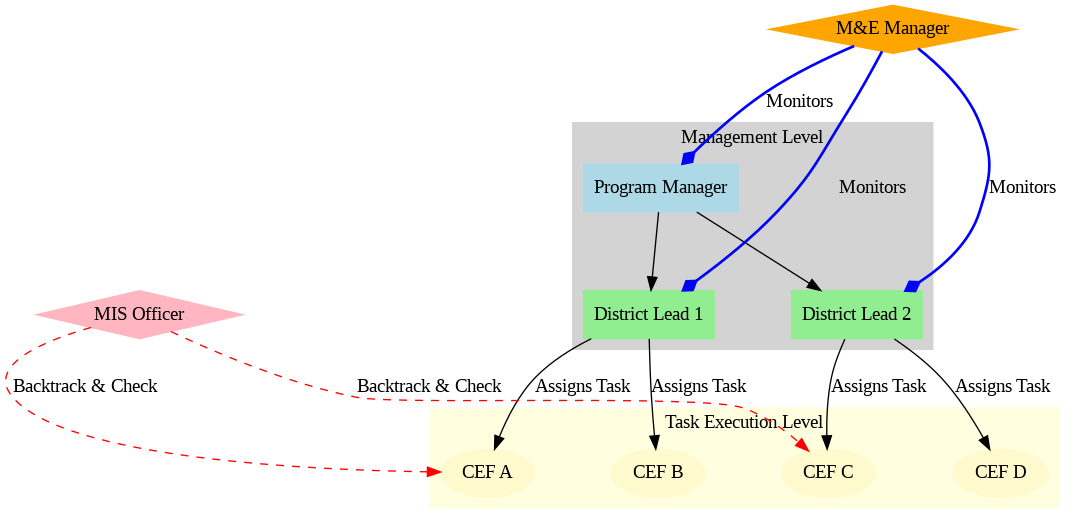 M&E Manager
Monitors
Management Level
Program Manager
Monitors
Monitors
District Lead 1
District Lead 2
MIS Officer
Backtrack & Check
Backtrack & Check
Assigns Task
Assigns Task
Assigns Task
Assigns Task
Task Execution Level
CEF A
CEF B
CEF C
CEF D